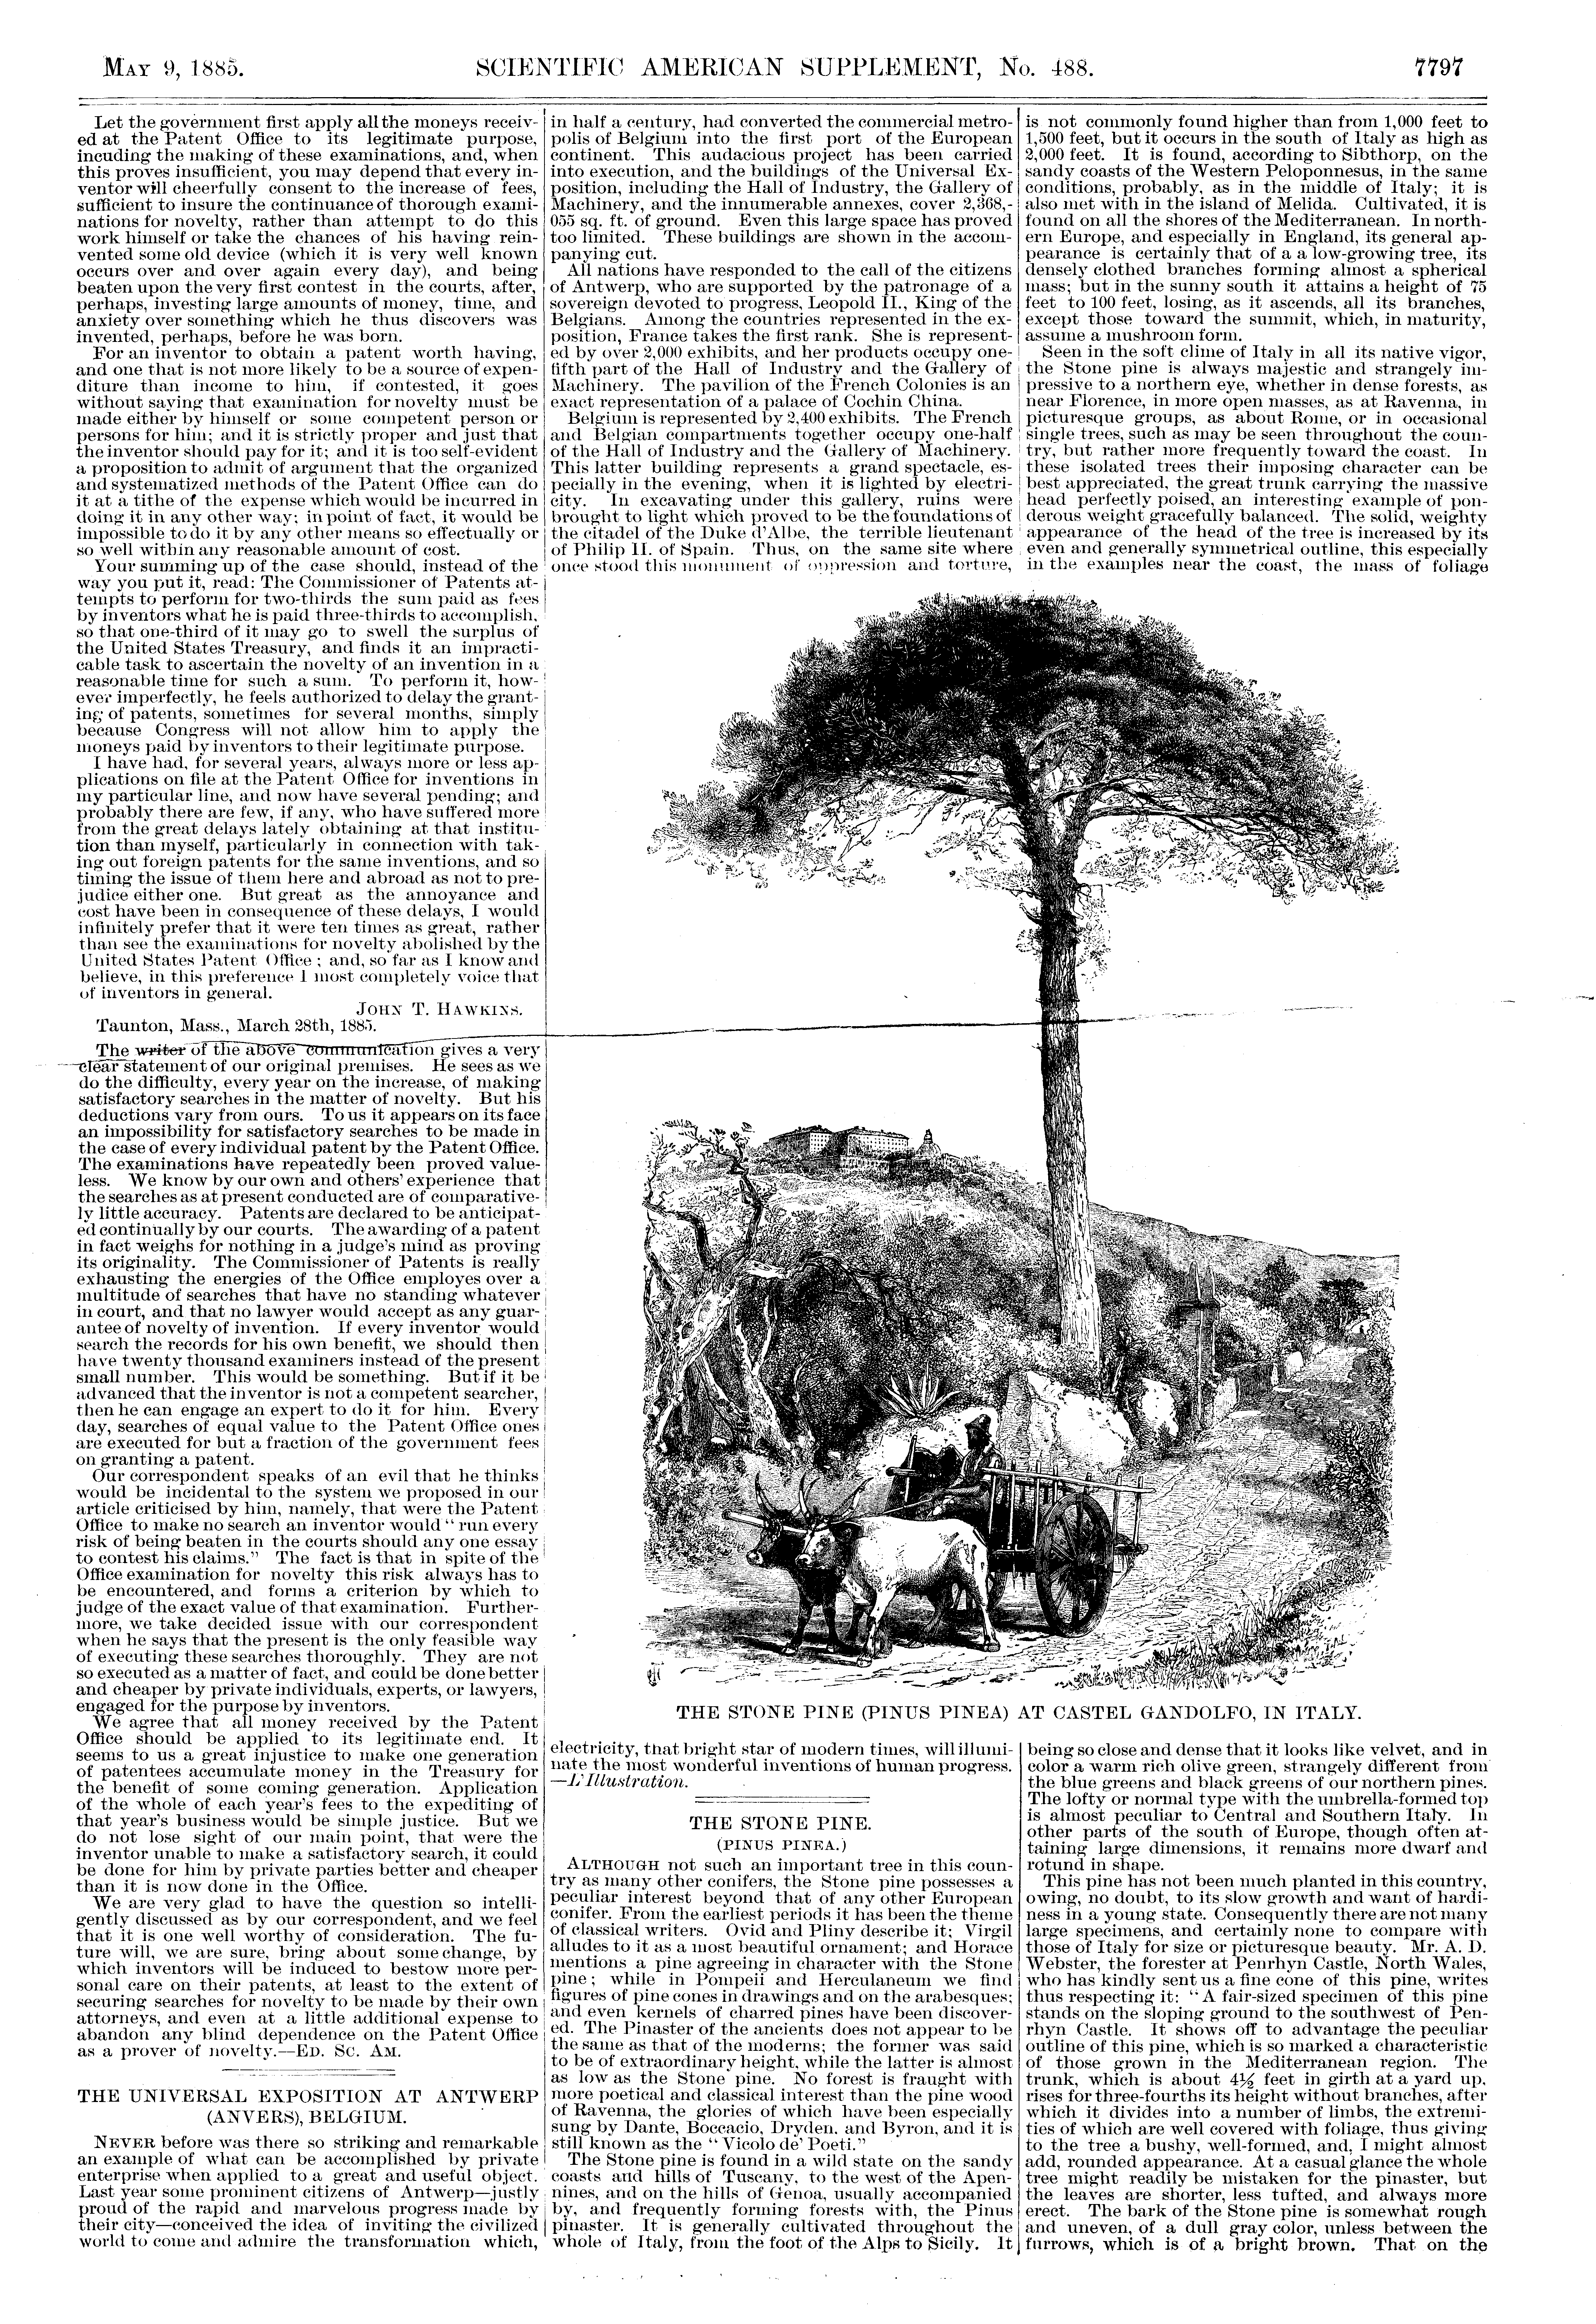 MAY 9, 1885.
SCIENTIFIC AMERICAN SUPPLEMENT, No. 488.
7797
Let the government first apply all the moneys receiv-
ed at the Patent Office to its legitimate purpose,
incuding the making of these examinations, and, when
this proves insufficient, you may depend that every in-
ventor will cheerfully consent to the increase of fees,
sufficient to insure the continuance of thorough exami-
nations for novelty, rather than attempt to do this
work himself or take the chances of his having rein-
vented some old device (which it is very well known
occurs over and over again every day), and being
beaten upon the very first contest in the courts, after,
perhaps, investing large amounts of money, time, and
anxiety over something which he thus discovers was
invented, perhaps, before he was born.
For an inventor to obtain a patent worth having,
and one that is not more likely to be a source of expen-
diture than income to him, if contested, it goes
without saying that examination for novelty must be
made either by himself or some competent person or
persons for him; and it is strictly proper and just that
the inventor should pay for it; and it is too self-evident
a proposition to admit of argument that the organized
and systematized methods of the Patent Office can do
it at a tithe of the expense which would be incurred in
doing it in any other way; in point of fact, it would be
impossible to do it by any other means so effectually or
so well within any reasonable amount of cost.
Your summing up of the case should, instead of the
way you put it, read: The Commissioner of Patents at-
tempts to perform for two-thirds the sum paid as fees
by inventors what he is paid three-thirds to accomplish,
so that one-third of it may go to swell the surplus of
the United States Treasury, and finds it an impracti-
cable task to ascertain the novelty of an invention in a
reasonable time for such a sum. To perform it, how-
ever imperfectly, he feels authorized to delay the grant-
ing of patents, sometimes for several months, simply
because Congress will not allow him to apply the
moneys paid by inventors to their legitimate purpose.
I have had, for several years, always more or less ap-
plications on file at the Patent Office for inventions in
my particular line, and now have several pending; and
probably there are few, if any, who have suffered more
from the great delays lately obtaining at that institu-
tion than myself, particularly in connection with tak-
ing out foreign patents for the same inventions, and so
timing the issue of them here and abroad as not to pre-
judice either one. But great as the annoyance and
cost have been in consequence of these delays, I would
infinitely prefer that it were ten times as great, rather
than see the examinations for novelty abolished by the
United States Patent Office; and, so far as I know and
believe, in this preference I most completely voice that
of inventors in general.
JOHN T. HAWKINS.
Taunton, Mass., March 28th, 1885.
The writer of the above communication gives a very
clear statement of our original premises. He sees as we
do the difficulty, every year on the increase, of making
satisfactory searches in the matter of novelty. But his
deductions vary from ours. To us it appears on its face
an impossibility for satisfactory searches to be made in
the case of every individual patent by the Patent Office.
The examinations have repeatedly been proved value-
less. We know by our own and others' experience that
the searches as at present conducted are of comparative-
ly little accuracy. Patents are declared to be anticipat-
ed continually by our courts. The awarding of a patent
in fact weighs for nothing in a judge's mind as proving
its originality. The Commissioner of Patents is really
exhausting the energies of the Office employes over a
multitude of searches that have no standing whatever
in court, and that no lawyer would accept as any guar-
antee of novelty of invention. If every inventor would
search the records for his own benefit, we should then
have twenty thousand examiners instead of the present
small number. This would be something. But if it be
advanced that the inventor is not a competent searcher,
then he can engage an expert to do it for him. Every
day, searches of equal value to the Patent Office ones
are executed for but a fraction of the government fees
on granting a patent.
Our correspondent speaks of an evil that he thinks
would be incidental to the system we proposed in our
article criticised by him, namely, that were the Patent
Office to make no search an inventor would "run every
risk of being beaten in the courts should any one essay
to contest his claims." The fact is that in spite of the
Office examination for novelty this risk always has to
be encountered, and forms a criterion by which to
judge of the exact value of that examination. Further-
more, we take decided issue with our correspondent
when he says that the present is the only feasible way
of executing these searches thoroughly. They are not
so executed as a matter of fact, and could be done better
and cheaper by private individuals, experts, or lawyers,
engaged for the purpose by inventors.
We agree that all money received by the Patent
Office should be applied to its legitimate end. It
seems to us a great injustice to make one generation
of patentees accumulate money in the Treasury for
the benefit of some coming generation. Application
of the whole of each year's fees to the expediting of
that year's business would be simple justice. But we
do not lose sight of our main point, that were the
inventor unable to make a satisfactory search, it could
be done for him by private parties better and cheaper
than it is now done in the Office.
We are very glad to have the question so intelli-
gently discussed as by our correspondent, and we feel
that it is one well worthy of consideration. The fu-
ture will, we are sure, bring about some change, by
which inventors will be induced to bestow more per-
sonal care on their patents, at least to the extent of
securing searches for novelty to be made by their own
attorneys, and even at a little additional expense to
abandon any blind dependence on the Patent Office
as a prover of novelty.—ED. SC. AM.
THE UNIVERSAL EXPOSITION AT ANTWERP
(ANVERS), BELGIUM.
NEVER before was there so striking and remarkable
an example of what can be accomplished by private
enterprise when applied to a great and useful object.
Last year some prominent citizens of Antwerp—justly
proud of the rapid and marvelous progress made by
their city—conceived the idea of inviting the civilized
world to come and admire the transformation which,
in half a century, had converted the commercial metro-
polis of Belgium into the first port of the European
continent. This audacious project has been carried
into execution, and the buildings of the Universal Ex-
position, including the Hall of Industry, the Gallery of
Machinery, and the innumerable annexes, cover 2,368,-
055 sq. ft. of ground. Even this large space has proved
too limited. These buildings are shown in the accom-
panying cut.
All nations have responded to the call of the citizens
of Antwerp, who are supported by the patronage of a
sovereign devoted to progress, Leopold II., King of the
Belgians. Among the countries represented in the ex-
position, France takes the first rank. She is represent-
ed by over 2,000 exhibits, and her products occupy one-
fifth part of the Hall of Industry and the Gallery of
Machinery. The pavilion of the French Colonies is an
exact representation of a palace of Cochin China.
Belgium is represented by 2,400 exhibits. The French
and Belgian compartments together occupy one-half
of the Hall of Industry and the Gallery of Machinery.
This latter building represents a grand spectacle, es-
pecially in the evening, when it is lighted by electri-
city. In excavating under this gallery, ruins were
brought to light which proved to be the foundations of
the citadel of the Duke d'Albe, the terrible lieutenant
of Philip II. of Spain. Thus, on the same site where
once stood this monument of oppression and torture,
electricity, that bright star of modern times, will illumi-
nate the most wonderful inventions of human progress.
—L'Illustration.
THE STONE PINE.
(PINUS PINEA.)
ALTHOUGH not such an important tree in this coun-
try as many other conifers, the Stone pine possesses a
peculiar interest beyond that of any other European
conifer. From the earliest periods it has been the theme
of classical writers. Ovid and Pliny describe it; Virgil
alludes to it as a most beautiful ornament; and Horace
mentions a pine agreeing in character with the Stone
pine; while in Pompeii and Herculaneum we find
figures of pine cones in drawings and on the arabesques;
and even kernels of charred pines have been discover-
ed. The Pinaster of the ancients does not appear to be
the same as that of the moderns; the former was said
to be of extraordinary height, while the latter is almost
as low as the Stone pine. No forest is fraught with
more poetical and classical interest than the pine wood
of Ravenna, the glories of which have been especially
sung by Dante, Boccacio, Dryden, and Byron, and it is
still known as the "Vicolo de' Poeti."
The Stone pine is found in a wild state on the sandy
coasts and hills of Tuscany, to the west of the Apen-
nines, and on the hills of Genoa, usually accompanied
by, and frequently forming forests with, the Pinus
pinaster. It is generally cultivated throughout the
whole of Italy, from the foot of the Alps to Sicily. It
is not commonly found higher than from 1,000 feet to
1,500 feet, but it occurs in the south of Italy as high as
2,000 feet. It is found, according to Sibthorp, on the
sandy coasts of the Western Peloponnesus, in the same
conditions, probably, as in the middle of Italy; it is
also met with in the island of Melida. Cultivated, it is
found on all the shores of the Mediterranean. In north-
ern Europe, and especially in England, its general ap-
pearance is certainly that of a a low-growing tree, its
densely clothed branches forming almost a spherical
mass; but in the sunny south it attains a height of 75
feet to 100 feet, losing, as it ascends, all its branches,
except those toward the summit, which, in maturity,
assume a mushroom form.
Seen in the soft clime of Italy in all its native vigor,
the Stone pine is always majestic and strangely im-
pressive to a northern eye, whether in dense forests, as
near Florence, in more open masses, as at Ravenna, in
picturesque groups, as about Rome, or in occasional
single trees, such as may be seen throughout the coun-
try, but rather more frequently toward the coast. In
these isolated trees their imposing character can be
best appreciated, the great trunk carrying the massive
head perfectly poised, an interesting example of pon-
derous weight gracefully balanced. The solid, weighty
appearance of the head of the tree is increased by its
even and generally symmetrical outline, this especially
in the examples near the coast, the mass of foliage
THE STONE PINE (PINUS PINEA) AT CASTEL GANDOLFO, IN ITALY.
being so close and dense that it looks like velvet, and in
color a warm rich olive green, strangely different from
the blue greens and black greens of our northern pines.
The lofty or normal type with the umbrella-formed top
is almost peculiar to Central and Southern Italy. In
other parts of the south of Europe, though often at-
taining large dimensions, it remains more dwarf and
rotund in shape.
This pine has not been much planted in this country,
owing, no doubt, to its slow growth and want of hardi-
ness in a young state. Consequently there are not many
large specimens, and certainly none to compare with
those of Italy for size or picturesque beauty. Mr. A. D.
Webster, the forester at Penrhyn Castle, North Wales,
who has kindly sent us a fine cone of this pine, writes
thus respecting it: "A fair-sized specimen of this pine
stands on the sloping ground to the southwest of Pen-
rhyn Castle. It shows off to advantage the peculiar
outline of this pine, which is so marked a characteristic
of those grown in the Mediterranean region. The
trunk, which is about 4½ feet in girth at a yard up,
rises for three-fourths its height without branches, after
which it divides into a number of limbs, the extremi-
ties of which are well covered with foliage, thus giving
to the tree a bushy, well-formed, and, I might almost
add, rounded appearance. At a casual glance the whole
tree might readily be mistaken for the pinaster, but
the leaves are shorter, less tufted, and always more
erect. The bark of the Stone pine is somewhat rough
and uneven, of a dull gray color, unless between the
furrows, which is of a bright brown. That on the